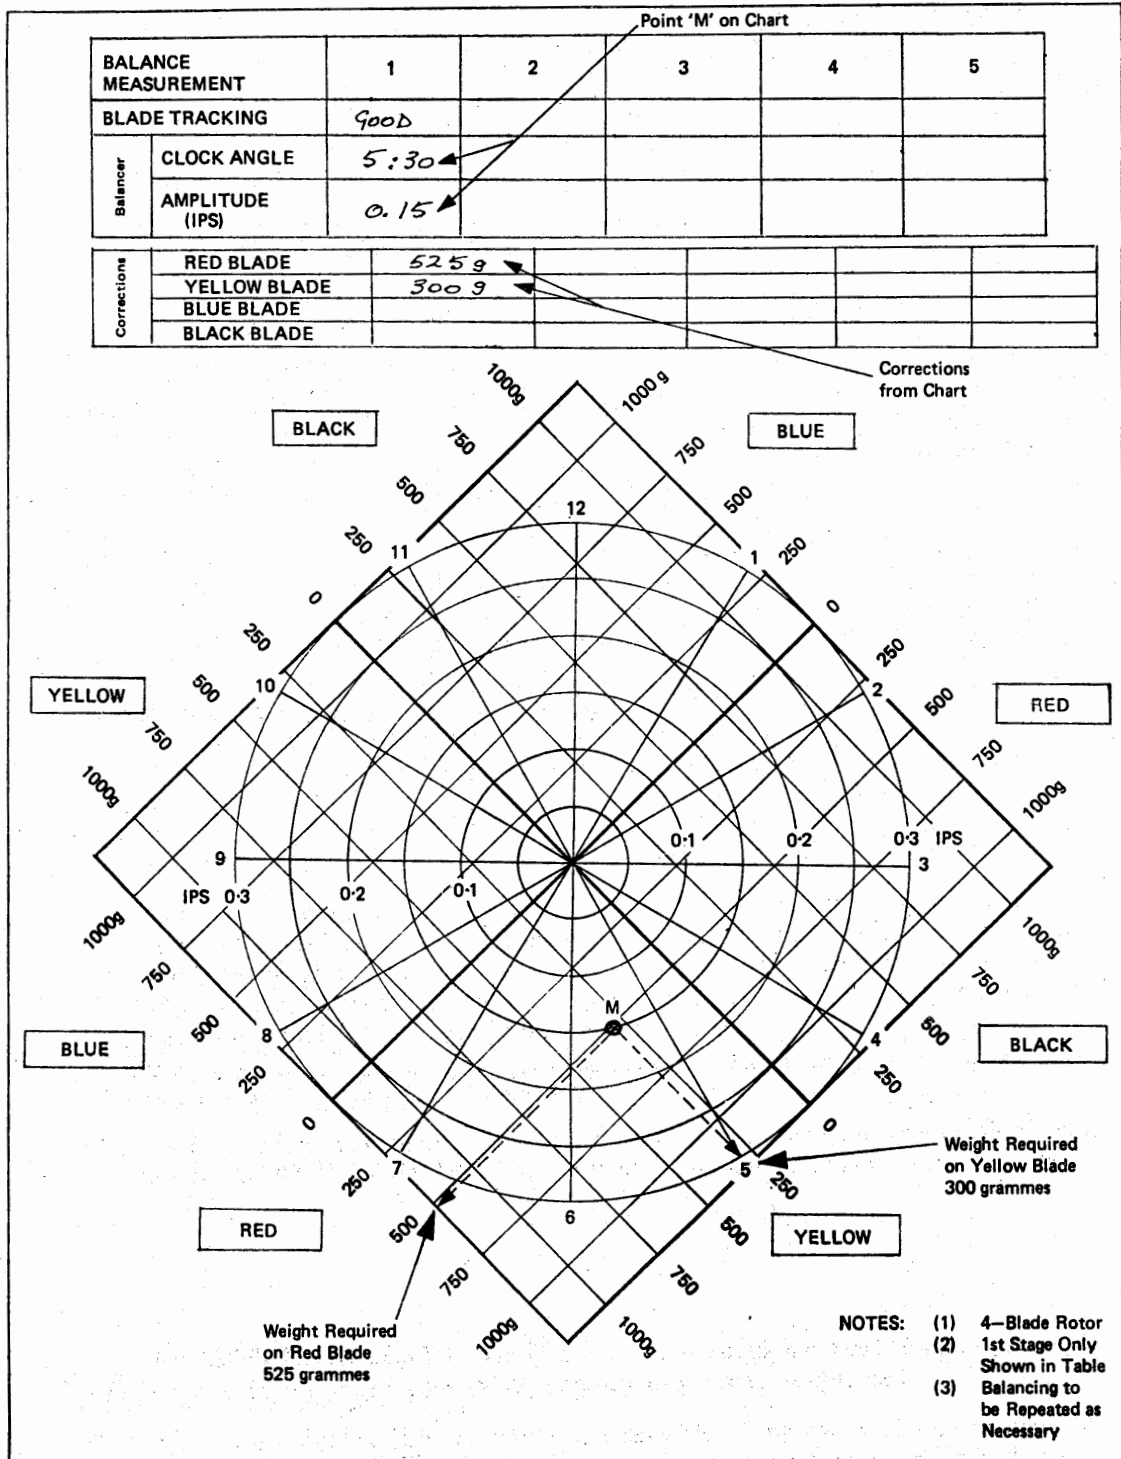 Point 'M' on Chart
BALANCE MEASUREMENT 1 2 3 4 5
BLADE TRACKING GOOD
Balancer
CLOCK ANGLE 5:30
AMPLITUDE (IPS) 0.15
Corrections
RED BLADE 525 g
YELLOW BLADE 300 g
BLUE BLADE
BLACK BLADE
Corrections
from Chart
BLACK
BLUE
1000g
750
500
250
0
1000g
750
500
250
0
12
11
1
250
500
750
1000g
250
500
750
1000g
YELLOW
RED
10
2
9
3
0·1
0·2
0·3 IPS
IPS 0·3
0·2
0·1
1000g
750
500
250
0
1000g
750
500
250
0
BLUE
BLACK
8
4
M
7
5
6
250
500
750
1000g
250
500
750
1000g
RED
YELLOW
Weight Required
on Yellow Blade
300 grammes
Weight Required
on Red Blade
525 grammes
NOTES: (1) 4—Blade Rotor
(2) 1st Stage Only
Shown in Table
(3) Balancing to
be Repeated as
Necessary